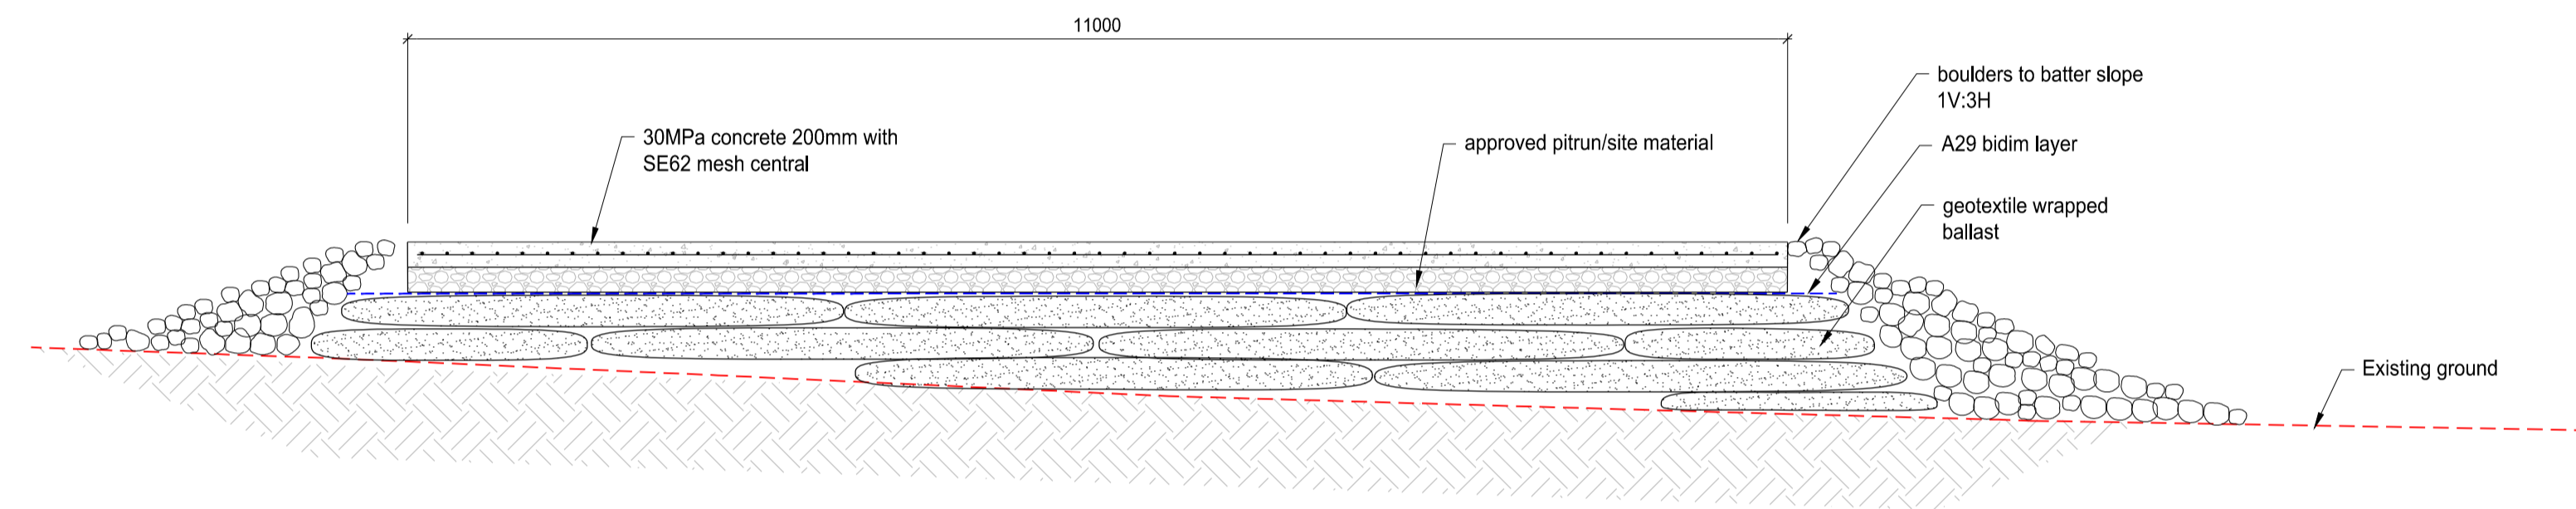 11000
boulders to batter slope
1V:3H
30MPa concrete 200mm with
SE62 mesh central
approved pitrun/site material
A29 bidim layer
geotextile wrapped
ballast
Existing ground